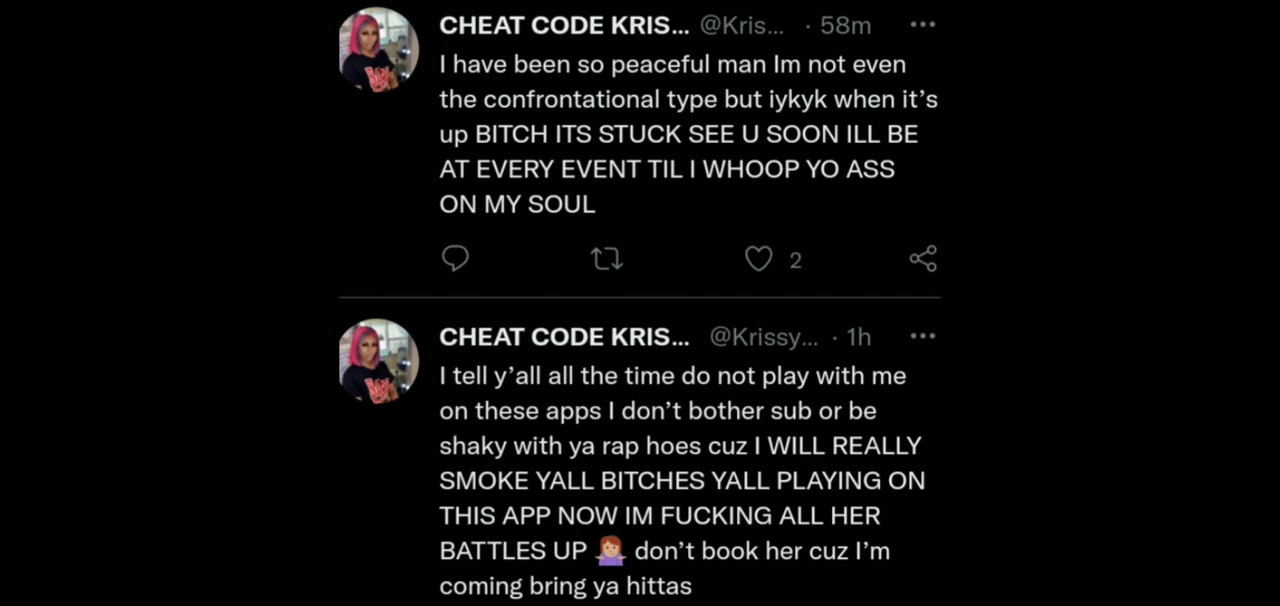 CHEAT CODE KRIS... @Kris... · 58m
I have been so peaceful man Im not even
the confrontational type but iykyk when it’s
up BITCH ITS STUCK SEE U SOON ILL BE
AT EVERY EVENT TIL I WHOOP YO ASS
ON MY SOUL
2
CHEAT CODE KRIS... @Krissy... · 1h
I tell y’all all the time do not play with me
on these apps I don’t bother sub or be
shaky with ya rap hoes cuz I WILL REALLY
SMOKE YALL BITCHES YALL PLAYING ON
THIS APP NOW IM FUCKING ALL HER
BATTLES UP 🤷🏽‍♀️ don’t book her cuz I’m
coming bring ya hittas